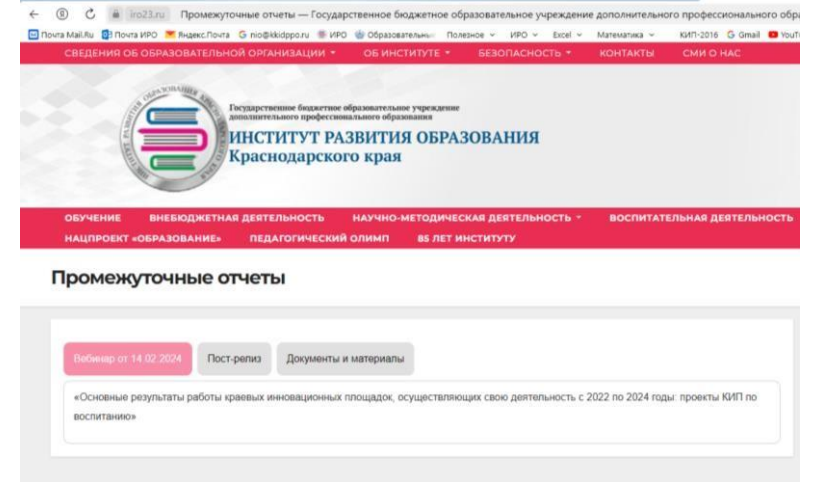 iro23.ru Промежуточные отчеты — Государственное бюджетное образовательное учреждение дополнительного профессионального обра
Почта Mail.Ru Почта ИРО Яндекс.Почта nio@kkidppo.ru ИРО Образовательны Полезное ИРО Excel Математика КИП-2016 Gmail YouT
СВЕДЕНИЯ ОБ ОБРАЗОВАТЕЛЬНОЙ ОРГАНИЗАЦИИ ОБ ИНСТИТУТЕ БЕЗОПАСНОСТЬ КОНТАКТЫ СМИ О НАС
Государственное бюджетное образовательное учреждение
дополнительного профессионального образования
ИНСТИТУТ РАЗВИТИЯ ОБРАЗОВАНИЯ
Краснодарского края
ОБУЧЕНИЕ ВНЕБЮДЖЕТНАЯ ДЕЯТЕЛЬНОСТЬ НАУЧНО-МЕТОДИЧЕСКАЯ ДЕЯТЕЛЬНОСТЬ ВОСПИТАТЕЛЬНАЯ ДЕЯТЕЛЬНОСТЬ
НАЦПРОЕКТ «ОБРАЗОВАНИЕ» ПЕДАГОГИЧЕСКИЙ ОЛИМП 85 ЛЕТ ИНСТИТУТУ
Промежуточные отчеты
Вебинар от 14.02.2024 Пост-релиз Документы и материалы
«Основные результаты работы краевых инновационных площадок, осуществляющих свою деятельность с 2022 по 2024 годы: проекты КИП по
воспитанию»